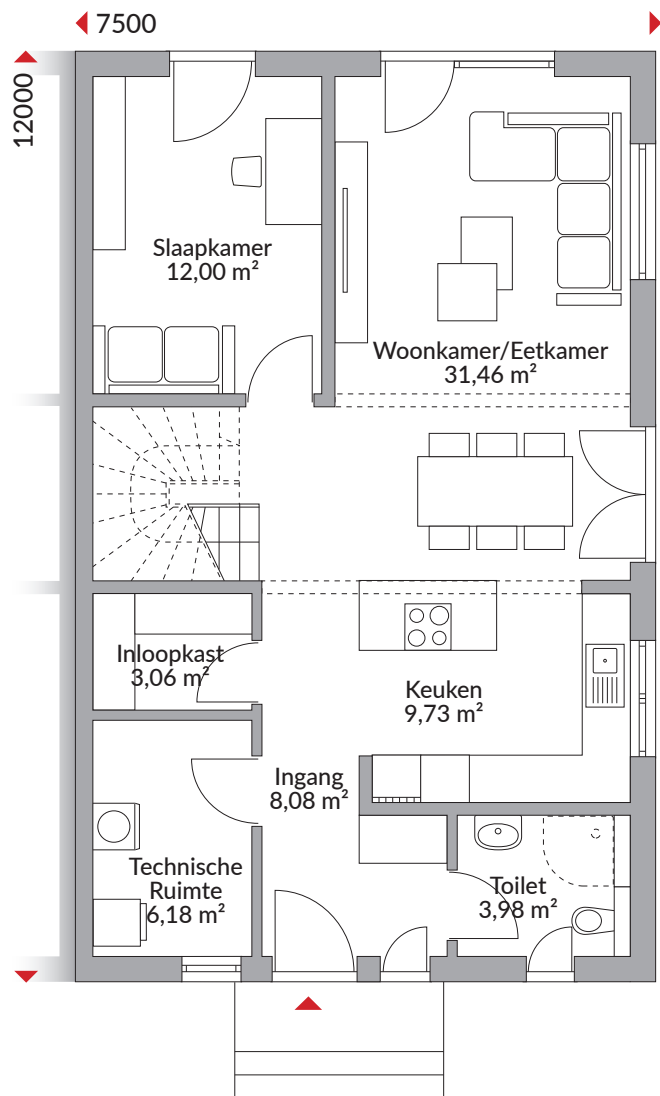 7500
12000
Slaapkamer
12,00 m²
Woonkamer/Eetkamer
31,46 m²
Inloopkast
3,06 m²
Keuken
9,73 m²
Ingang
8,08 m²
Technische
Ruimte
6,18 m²
Toilet
3,98 m²